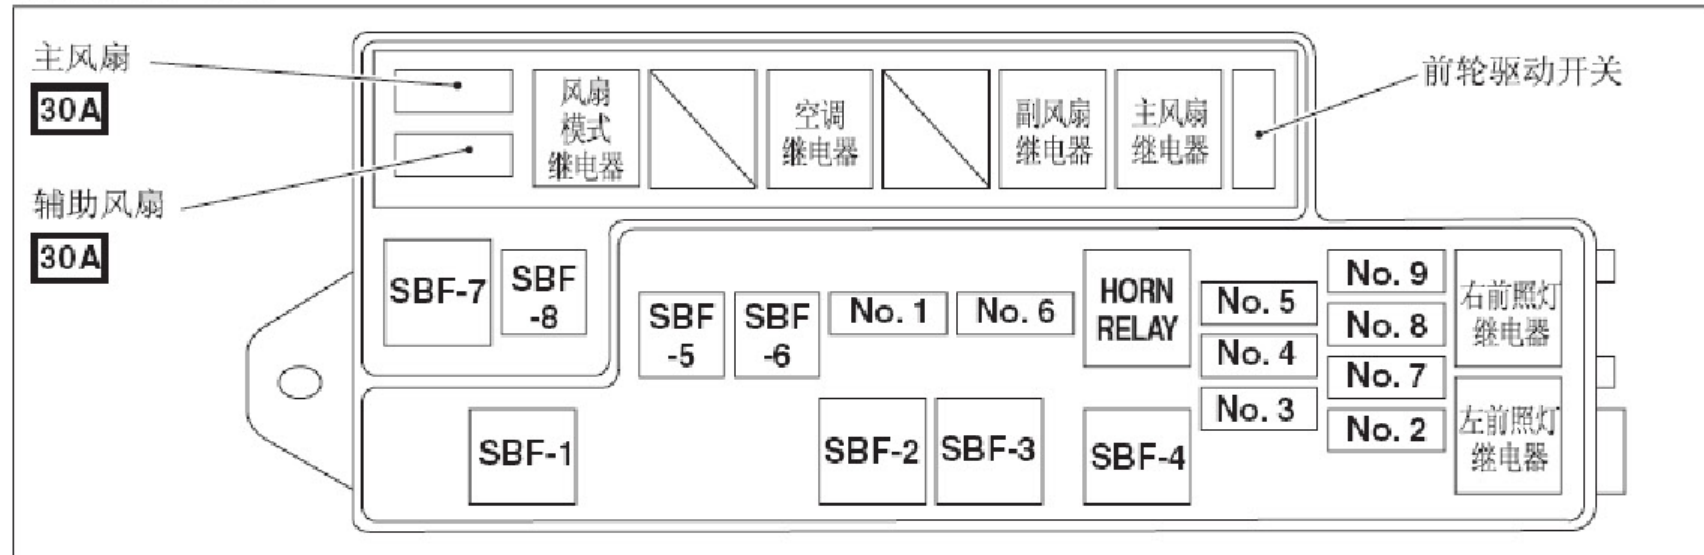 主风扇
30A
辅助风扇
30A
风扇
模式
继电器
空调
继电器
副风扇
继电器
主风扇
继电器
前轮驱动开关
SBF-7
SBF
-8
SBF
-5
SBF
-6
No. 1
No. 6
HORN
RELAY
No. 5
No. 4
No. 3
No. 9
No. 8
No. 7
No. 2
右前照灯
继电器
左前照灯
继电器
SBF-1
SBF-2
SBF-3
SBF-4